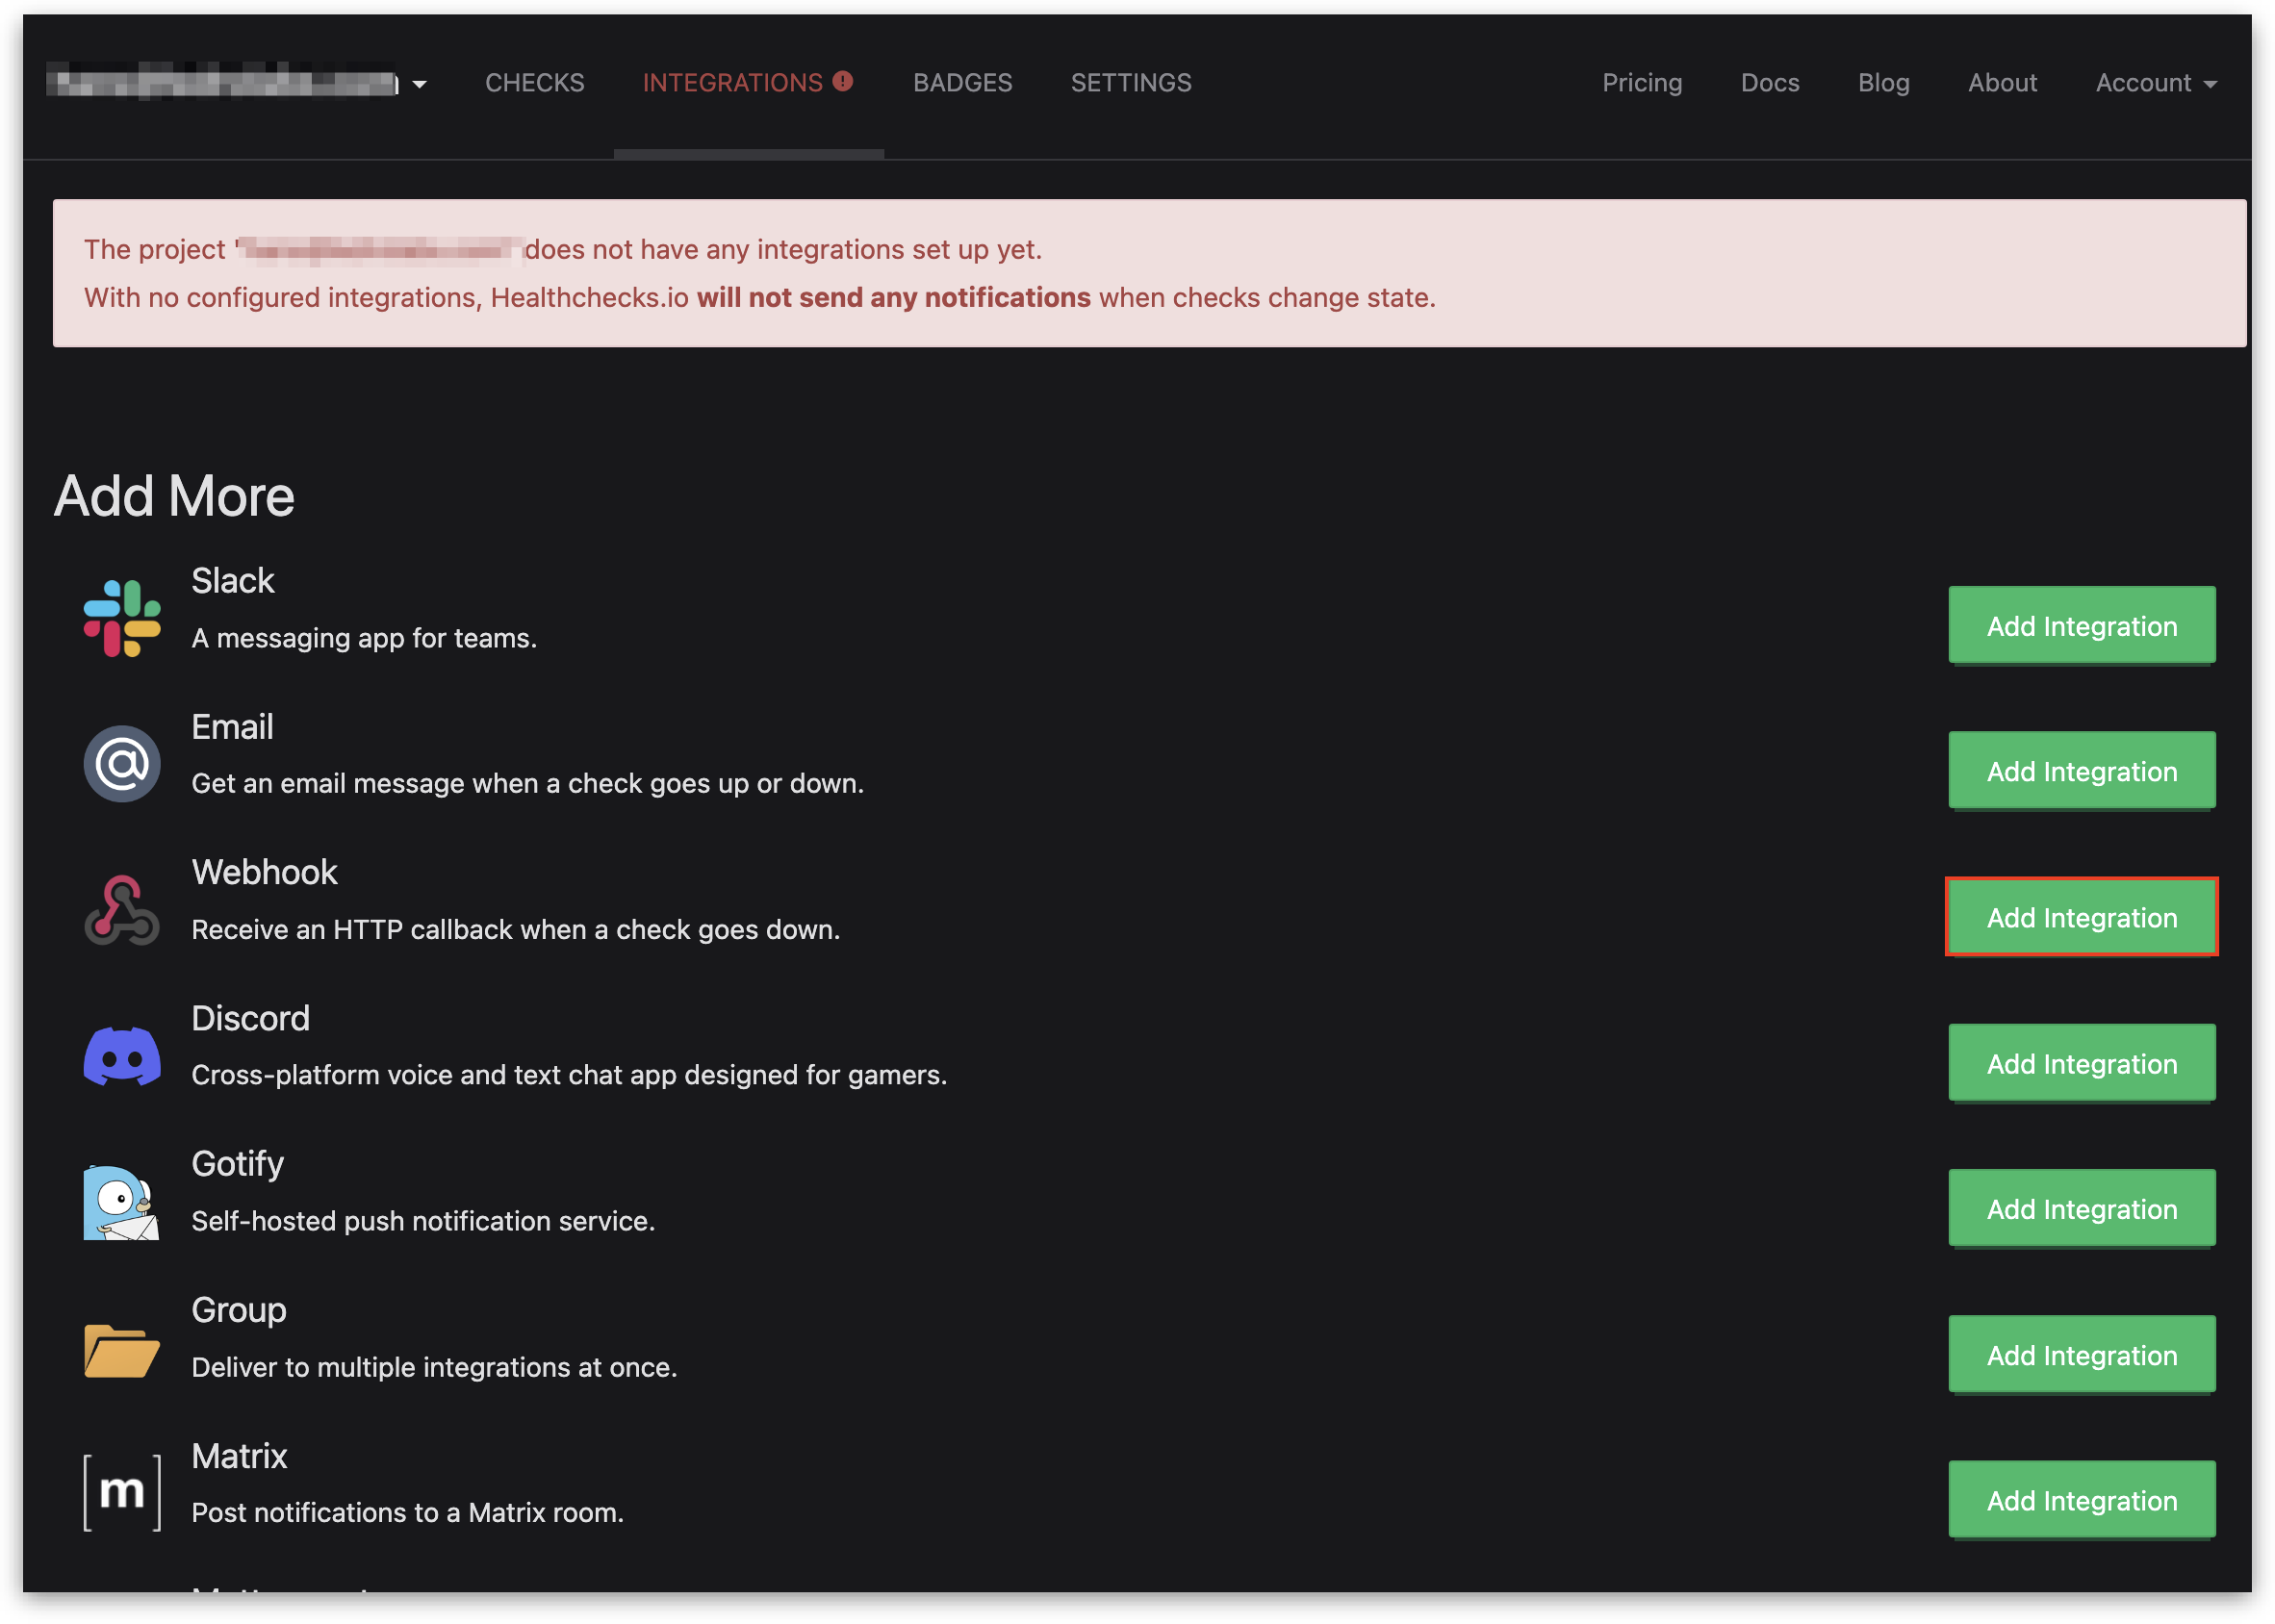 CHECKS
INTEGRATIONS
BADGES
SETTINGS
Pricing
Docs
Blog
About
Account
The project ' does not have any integrations set up yet.
With no configured integrations, Healthchecks.io will not send any notifications when checks change state.
Add More
Slack
A messaging app for teams.
Add Integration
Email
Get an email message when a check goes up or down.
Add Integration
Webhook
Receive an HTTP callback when a check goes down.
Add Integration
Discord
Cross-platform voice and text chat app designed for gamers.
Add Integration
Gotify
Self-hosted push notification service.
Add Integration
Group
Deliver to multiple integrations at once.
Add Integration
[m]
Matrix
Post notifications to a Matrix room.
Add Integration